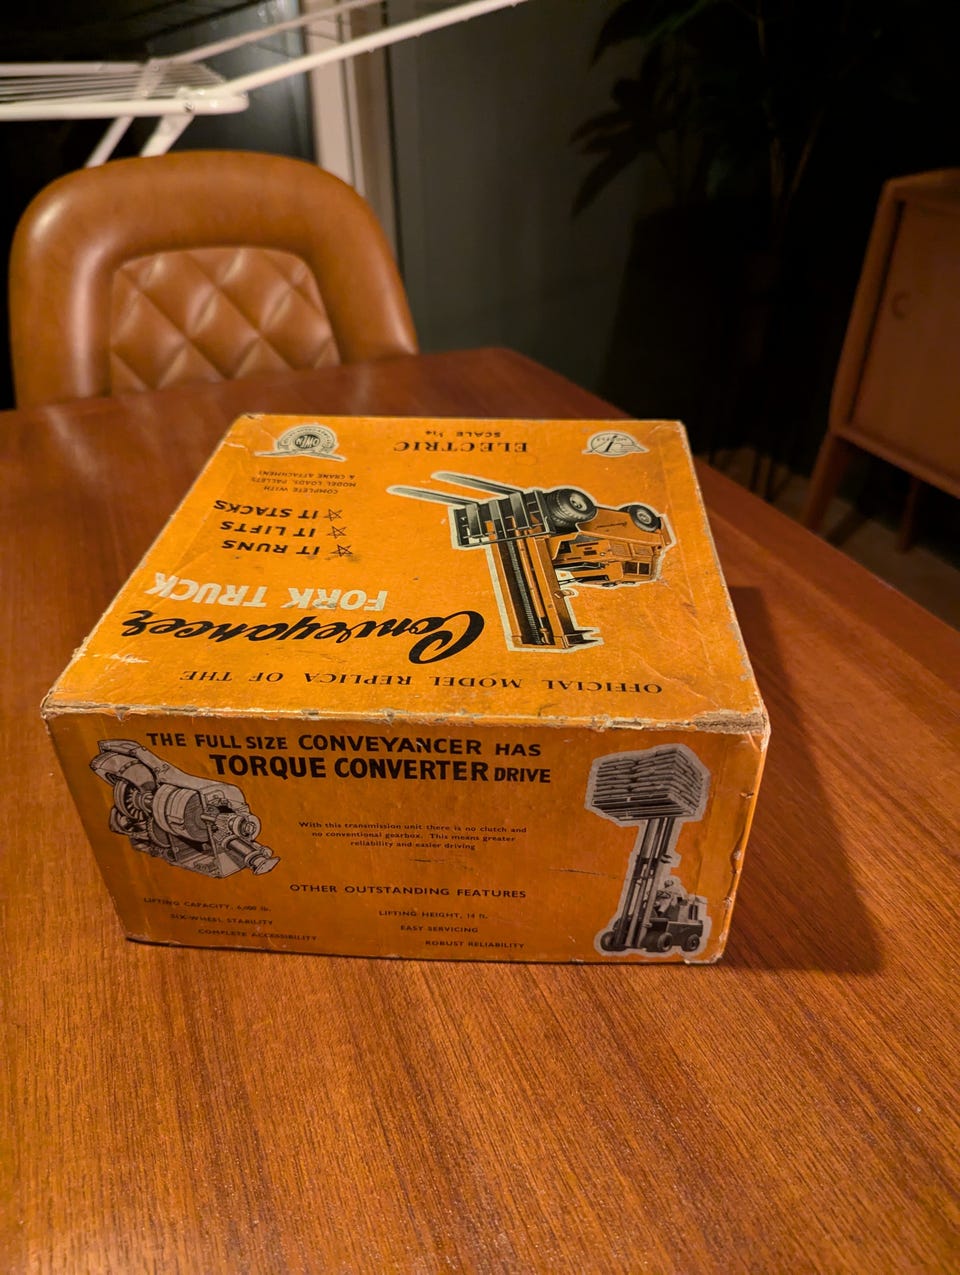 OFFICIAL MODEL REPLICA OF THE
Conveyancer
FORK TRUCK
☆ IT RUNS
☆ IT LIFTS
☆ IT STACKS
COMPLETE WITH
MODEL LOADS, PALLETS
& CRANE ATTACHMENT
ELECTRIC
SCALE 1/14
THE FULL SIZE CONVEYANCER HAS
TORQUE CONVERTER DRIVE
With this transmission unit there is no clutch and
no conventional gearbox. This means greater
reliability and easier driving
OTHER OUTSTANDING FEATURES
LIFTING CAPACITY, 6,000 lb.
SIX-WHEEL STABILITY
COMPLETE ACCESSIBILITY
LIFTING HEIGHT, 14 ft.
EASY SERVICING
ROBUST RELIABILITY